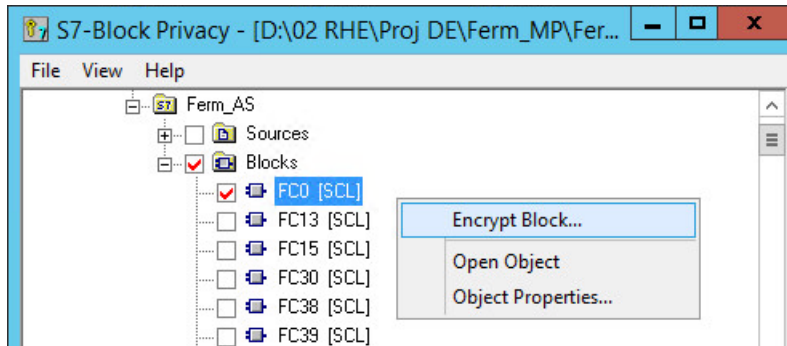 S7-Block Privacy - [D:\02 RHE\Proj DE\Ferm_MP\Fer...
File View Help
S7 Ferm_AS
Sources
Blocks
FC0 [SCL]
FC13 [SCL]
FC15 [SCL]
FC30 [SCL]
FC38 [SCL]
FC39 [SCL]
Encrypt Block...
Open Object
Object Properties...